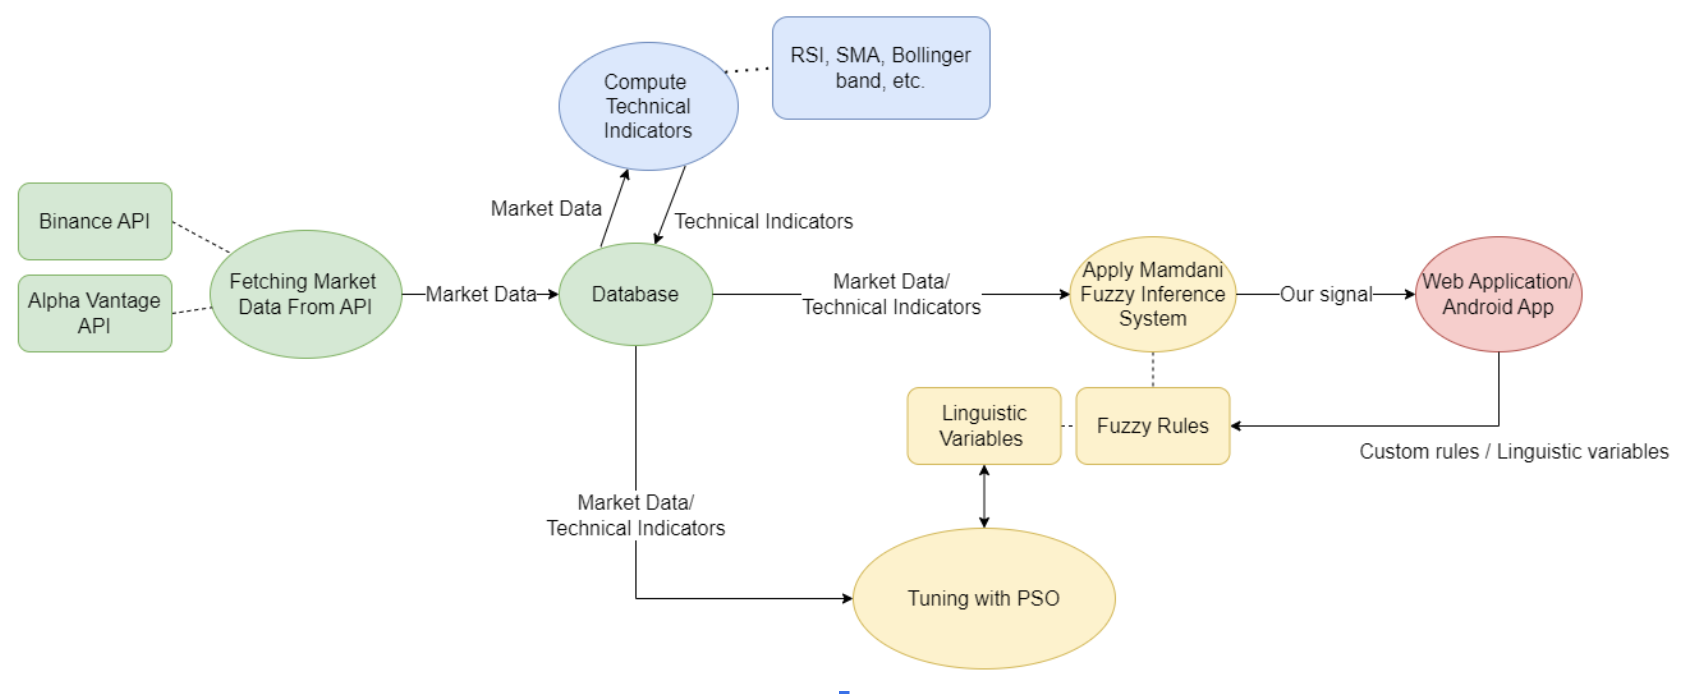 RSI, SMA, Bollinger
band, etc.
Compute
Technical
Indicators
Market Data
Technical Indicators
Binance API
Alpha Vantage
API
Fetching Market
Data From API
Market Data
Database
Market Data/
Technical Indicators
Apply Mamdani
Fuzzy Inference
System
Our signal
Web Application/
Android App
Linguistic
Variables
Fuzzy Rules
Custom rules / Linguistic variables
Market Data/
Technical Indicators
Tuning with PSO